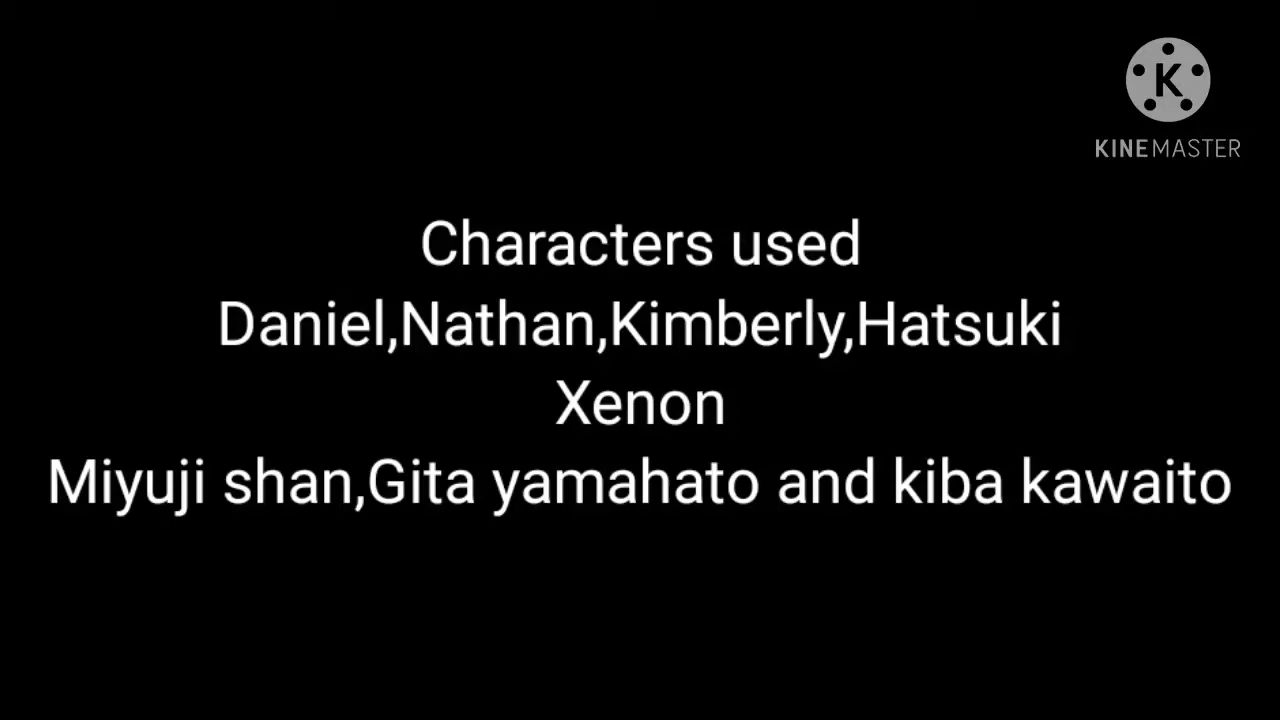 K
KINEMASTER
Characters used
Daniel,Nathan,Kimberly,Hatsuki
Xenon
Miyuji shan,Gita yamahato and kiba kawaito